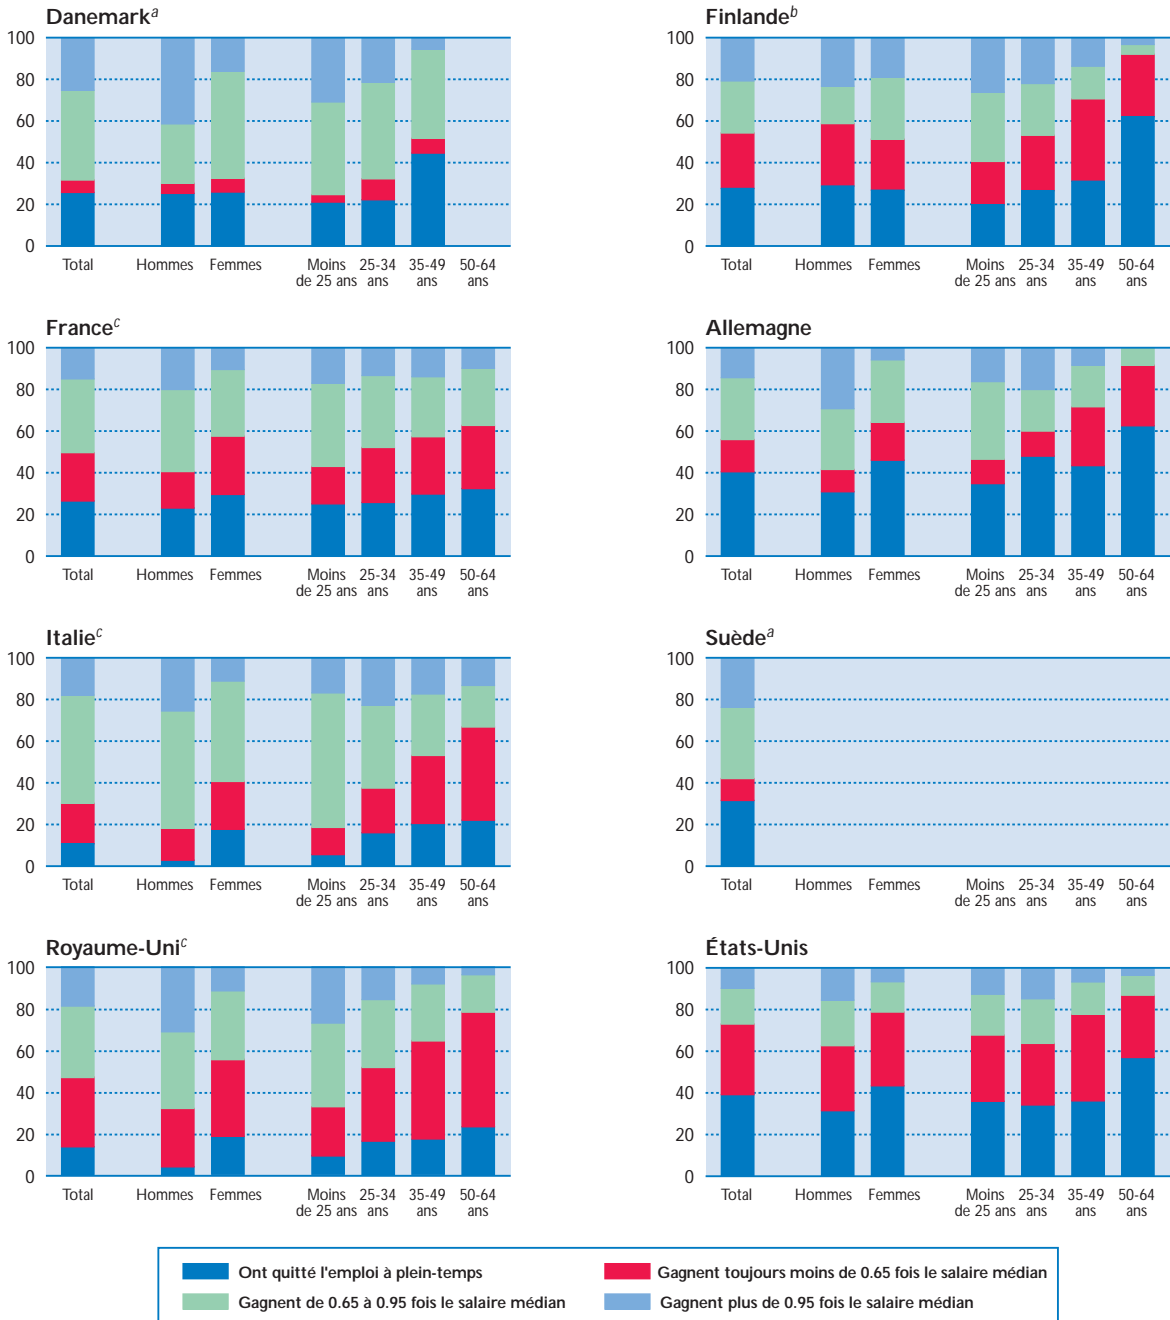 Danemark^a
100
80
60
40
20
0
Total Hommes Femmes Moins 25-34 35-49 50-64
de 25 ans ans ans ans
Finlande^b
100
80
60
40
20
0
Total Hommes Femmes Moins 25-34 35-49 50-64
de 25 ans ans ans ans
France^c
100
80
60
40
20
0
Total Hommes Femmes Moins 25-34 35-49 50-64
de 25 ans ans ans ans
Allemagne
100
80
60
40
20
0
Total Hommes Femmes Moins 25-34 35-49 50-64
de 25 ans ans ans ans
Italie^c
100
80
60
40
20
0
Total Hommes Femmes Moins 25-34 35-49 50-64
de 25 ans ans ans ans
Suède^a
100
80
60
40
20
0
Total Hommes Femmes Moins 25-34 35-49 50-64
de 25 ans ans ans ans
Royaume-Uni^c
100
80
60
40
20
0
Total Hommes Femmes Moins 25-34 35-49 50-64
de 25 ans ans ans ans
États-Unis
100
80
60
40
20
0
Total Hommes Femmes Moins 25-34 35-49 50-64
de 25 ans ans ans ans
Ont quitté l'emploi à plein-temps
Gagnent toujours moins de 0.65 fois le salaire médian
Gagnent de 0.65 à 0.95 fois le salaire médian
Gagnent plus de 0.95 fois le salaire médian